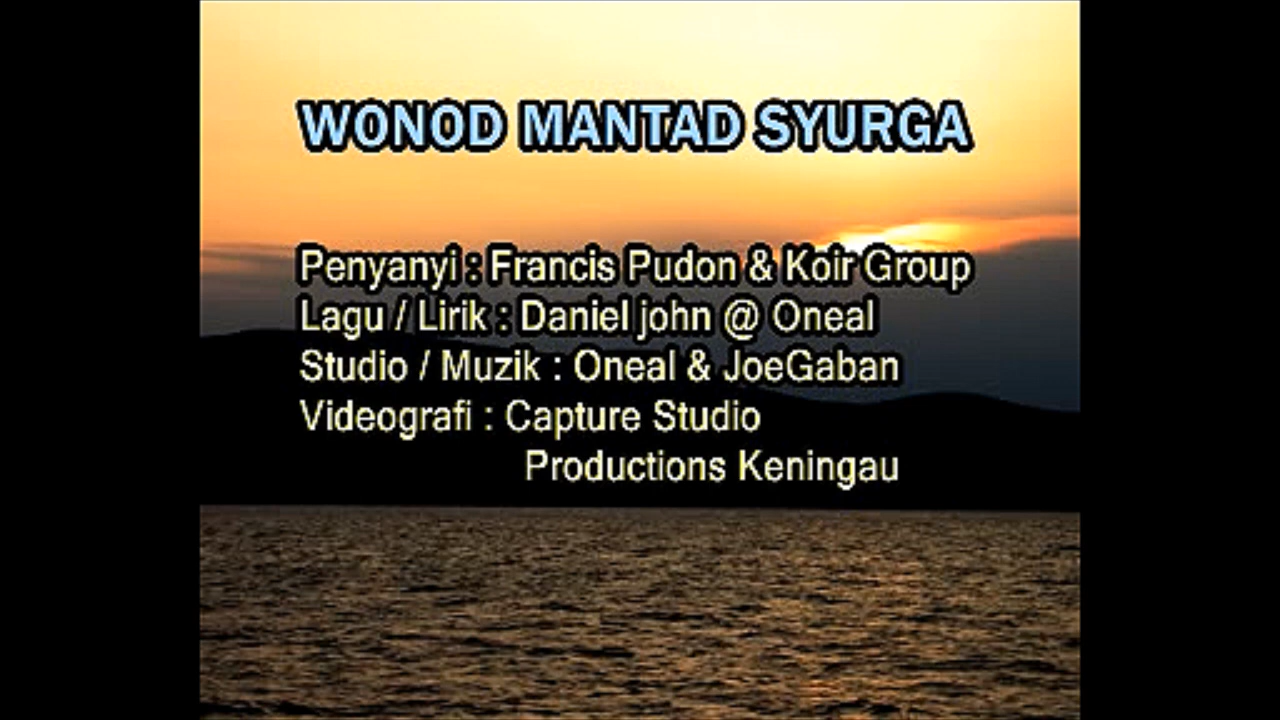 WONOD MANTAD SYURGA
Penyanyi : Francis Pudon & Koir Group
Lagu / Lirik : Daniel john @ Oneal
Studio / Muzik : Oneal & JoeGaban
Videografi : Capture Studio
Productions Keningau